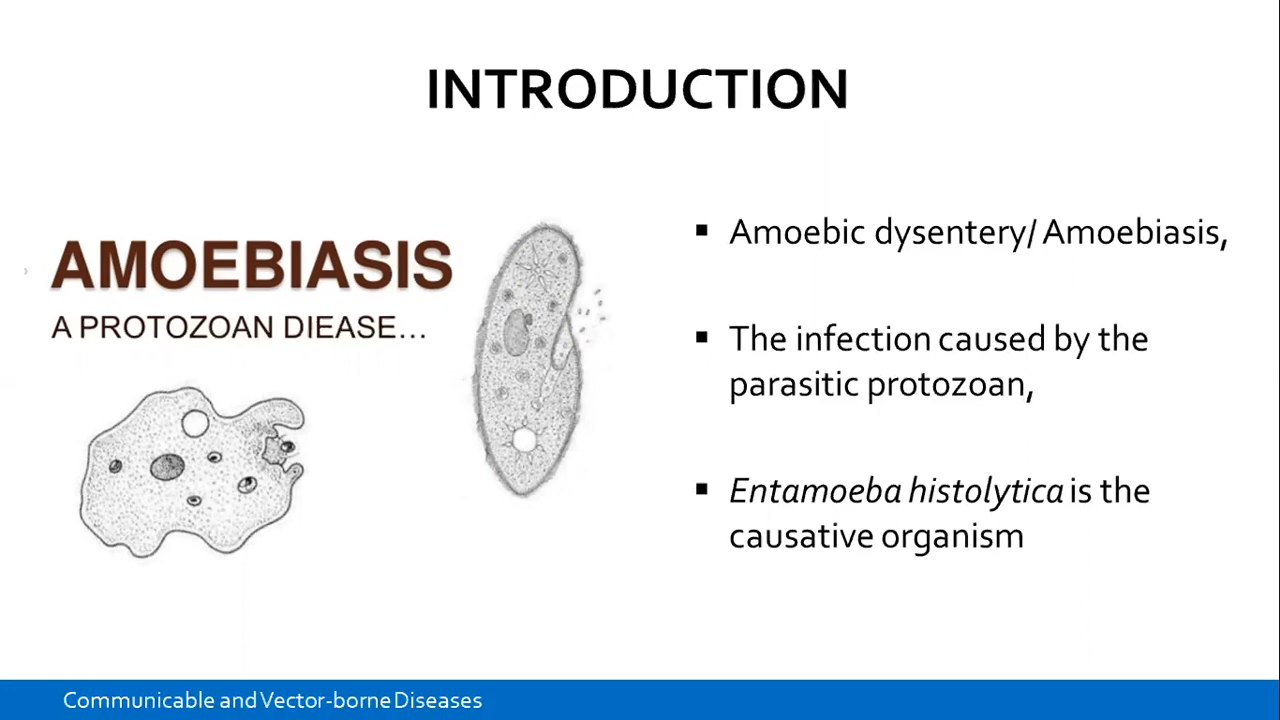 INTRODUCTION
AMOEBIASIS
A PROTOZOAN DIEASE...
▪ Amoebic dysentery/ Amoebiasis,
▪ The infection caused by the
parasitic protozoan,
▪ Entamoeba histolytica is the
causative organism
Communicable and Vector-borne Diseases